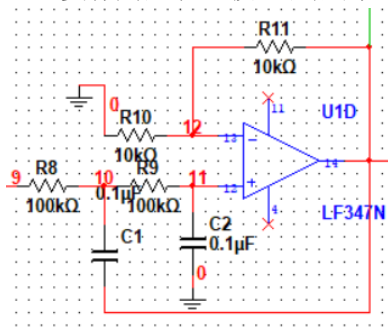 R11
10kΩ
0
R10
10kΩ
12
11
U1D
13
14
12
4
LF347N
9
R8
100kΩ
10
0.1µF
R9
100kΩ
11
C1
C2
0.1µF
0